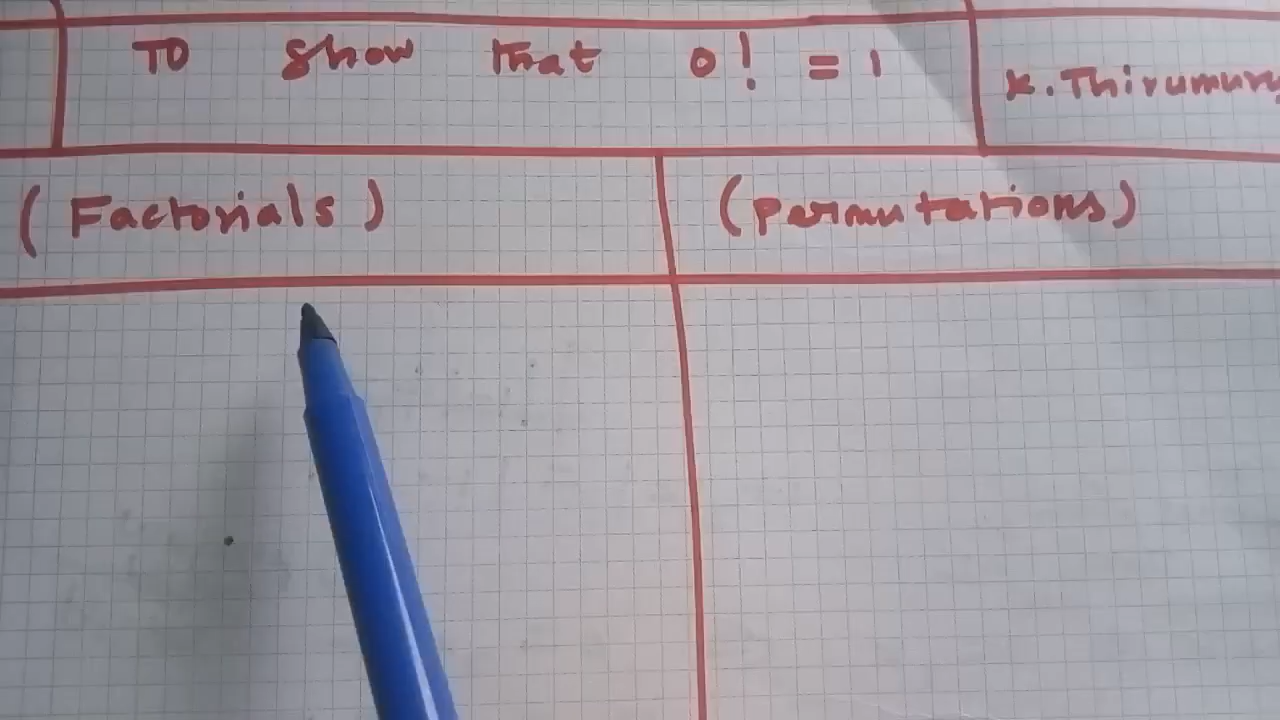 To show that 0! = 1
(Factorials)
(Permutations)